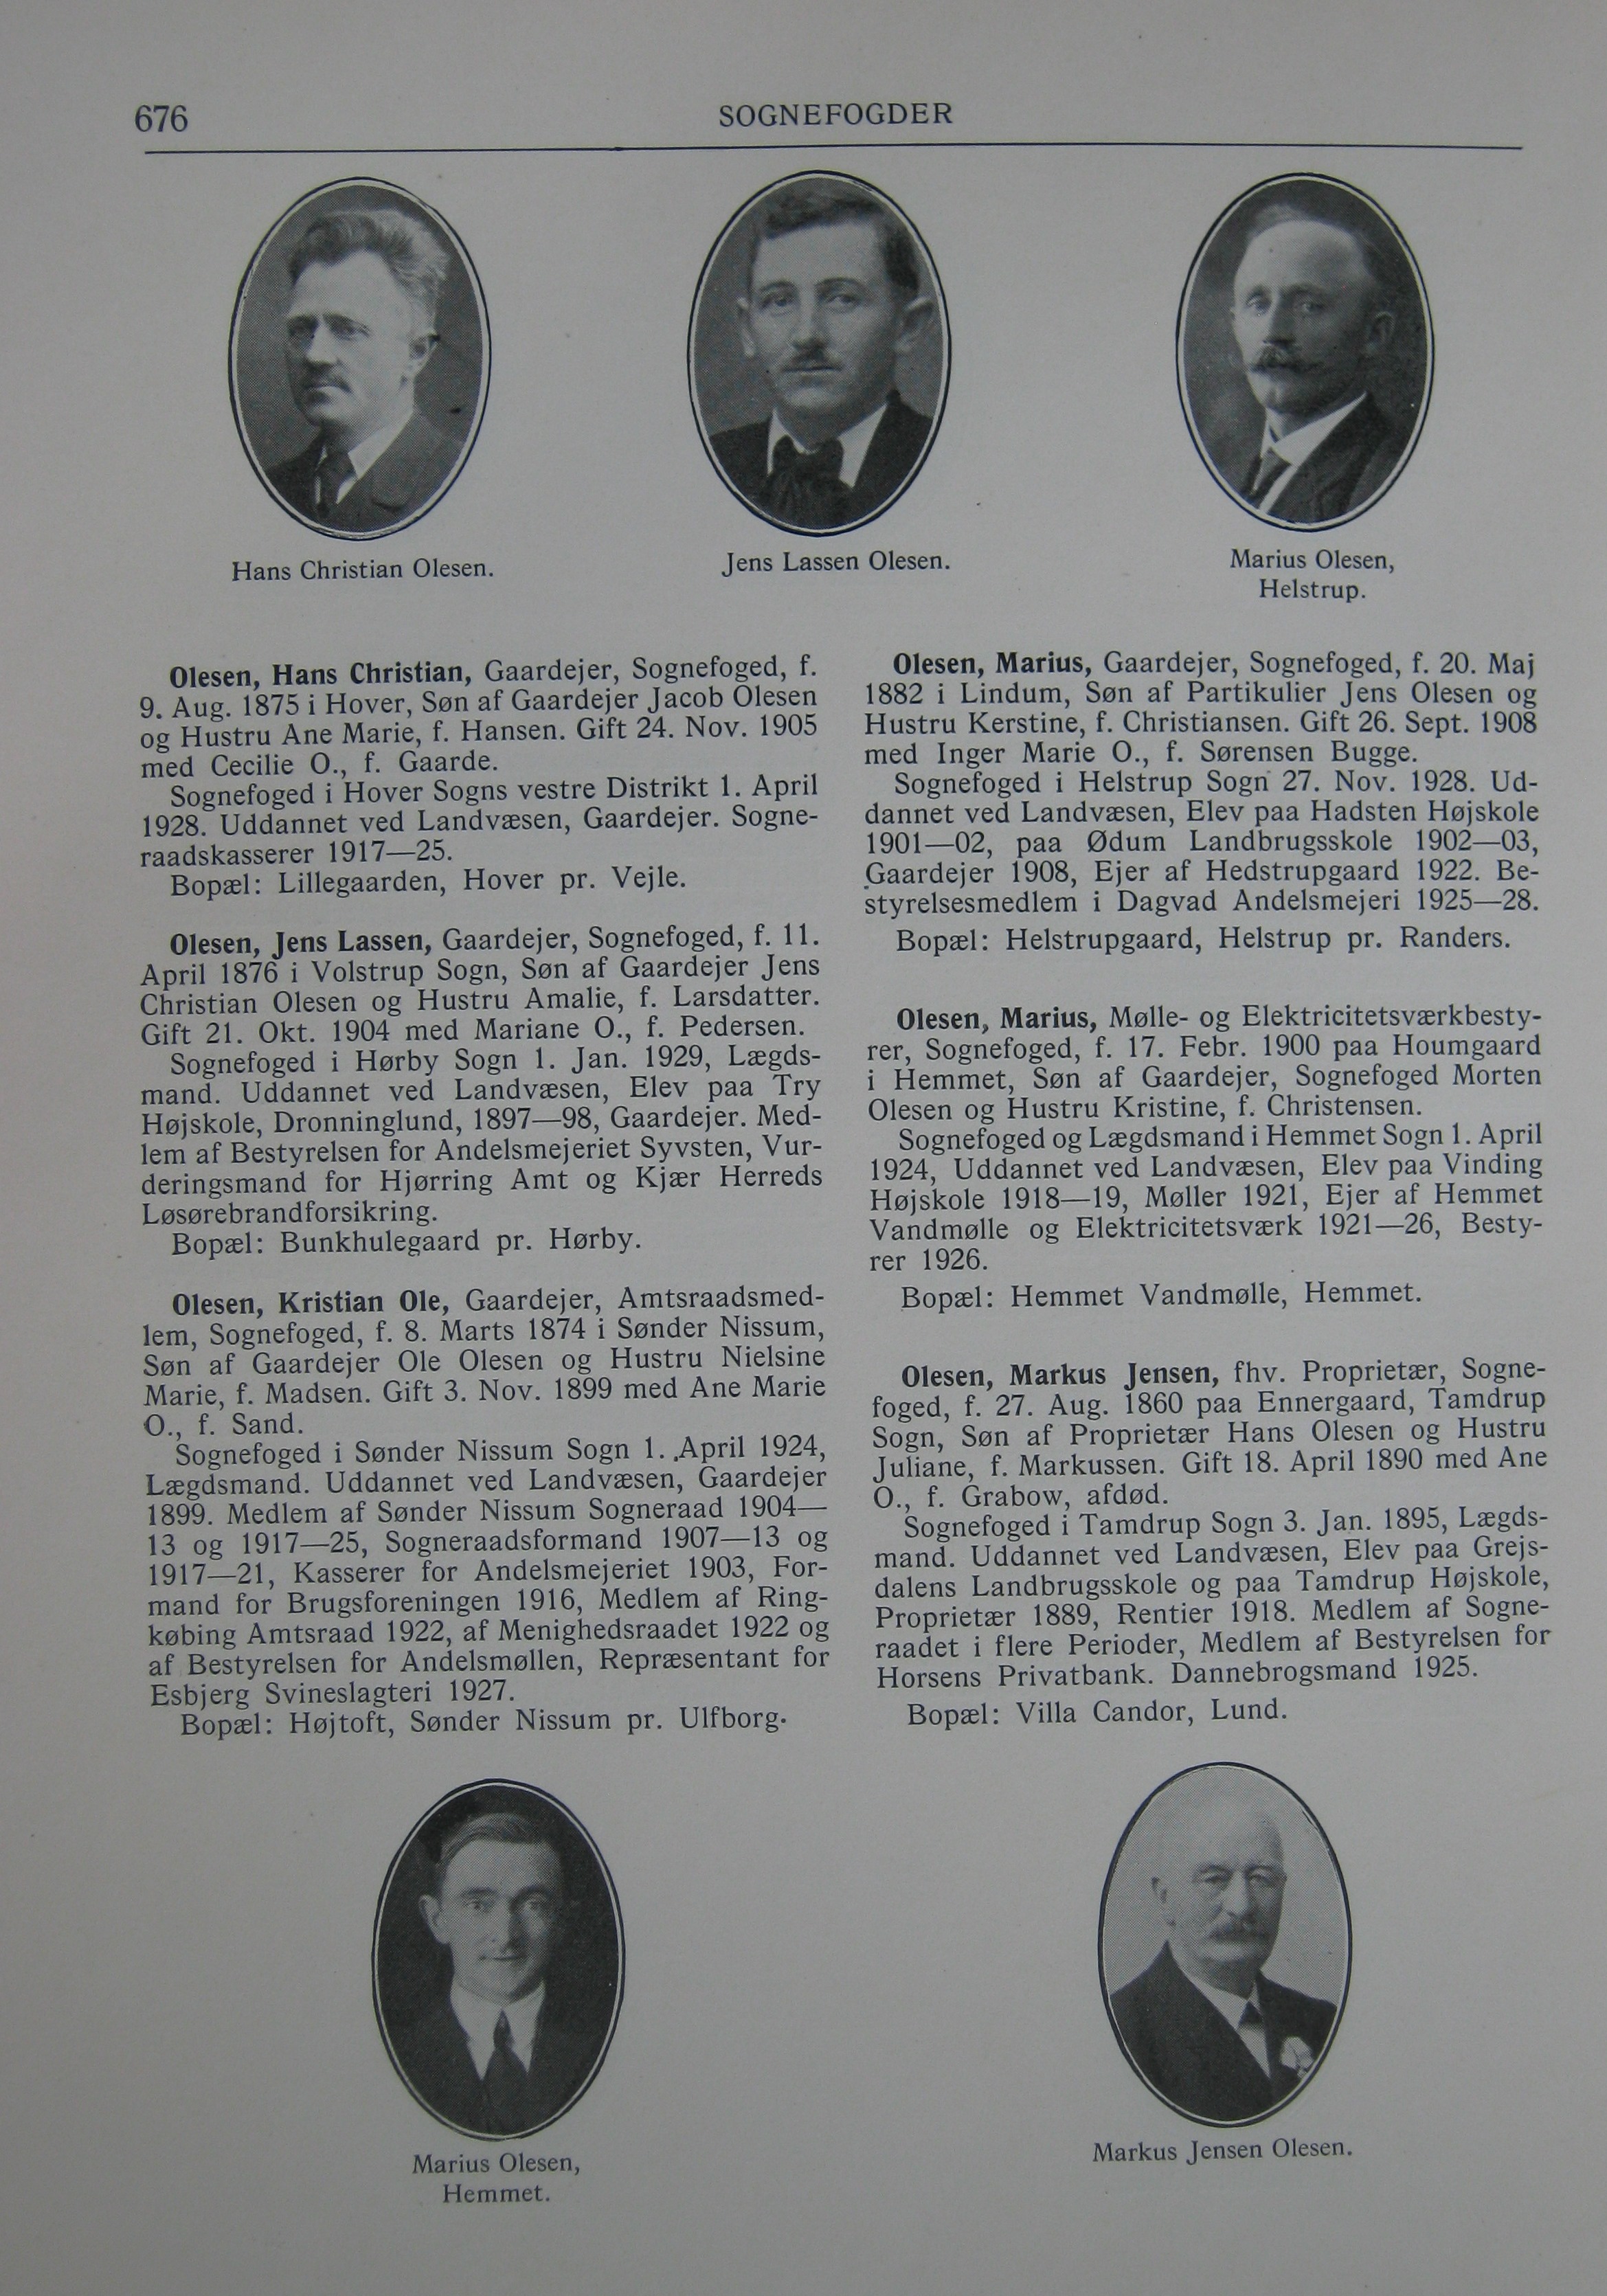 676
SOGNEFOGDER
Hans Christian Olesen.
Jens Lassen Olesen.
Marius Olesen,
Helstrup.
Olesen, Hans Christian, Gaardejer, Sognefoged, f.
9. Aug. 1875 i Hover, Søn af Gaardejer Jacob Olesen
og Hustru Ane Marie, f. Hansen. Gift 24. Nov. 1905
med Cecilie O., f. Gaarde.
Sognefoged i Hover Sogns vestre Distrikt 1. April
1928. Uddannet ved Landvæsen, Gaardejer. Sogne-
raadskasserer 1917—25.
Bopæl: Lillegaarden, Hover pr. Vejle.
Olesen, Jens Lassen, Gaardejer, Sognefoged, f. 11.
April 1876 i Volstrup Sogn, Søn af Gaardejer Jens
Christian Olesen og Hustru Amalie, f. Larsdatter.
Gift 21. Okt. 1904 med Mariane O., f. Pedersen.
Sognefoged i Hørby Sogn 1. Jan. 1929, Lægds-
mand. Uddannet ved Landvæsen, Elev paa Try
Højskole, Dronninglund, 1897—98, Gaardejer. Med-
lem af Bestyrelsen for Andelsmejeriet Syvsten, Vur-
deringsmand for Hjørring Amt og Kjær Herreds
Løsørebrandforsikring.
Bopæl: Bunkhulegaard pr. Hørby.
Olesen, Kristian Ole, Gaardejer, Amtsraadsmed-
lem, Sognefoged, f. 8. Marts 1874 i Sønder Nissum,
Søn af Gaardejer Ole Olesen og Hustru Nielsine
Marie, f. Madsen. Gift 3. Nov. 1899 med Ane Marie
O., f. Sand.
Sognefoged i Sønder Nissum Sogn 1. April 1924,
Lægdsmand. Uddannet ved Landvæsen, Gaardejer
1899. Medlem af Sønder Nissum Sogneraad 1904—
13 og 1917—25, Sogneraadsformand 1907—13 og
1917—21, Kasserer for Andelsmejeriet 1903, For-
mand for Brugsforeningen 1916, Medlem af Ring-
købing Amtsraad 1922, af Menighedsraadet 1922 og
af Bestyrelsen for Andelsmøllen, Repræsentant for
Esbjerg Svineslagteri 1927.
Bopæl: Højtoft, Sønder Nissum pr. Ulfborg.
Olesen, Marius, Gaardejer, Sognefoged, f. 20. Maj
1882 i Lindum, Søn af Partikulier Jens Olesen og
Hustru Kerstine, f. Christiansen. Gift 26. Sept. 1908
med Inger Marie O., f. Sørensen Bugge.
Sognefoged i Helstrup Sogn 27. Nov. 1928. Ud-
dannet ved Landvæsen, Elev paa Hadsten Højskole
1901—02, paa Ødum Landbrugsskole 1902—03,
Gaardejer 1908, Ejer af Hedstrupgaard 1922. Be-
styrelsesmedlem i Dagvad Andelsmejeri 1925—28.
Bopæl: Helstrupgaard, Helstrup pr. Randers.
Olesen, Marius, Mølle- og Elektricitetsværkbesty-
rer, Sognefoged, f. 17. Febr. 1900 paa Houmgaard
i Hemmet, Søn af Gaardejer, Sognefoged Morten
Olesen og Hustru Kristine, f. Christensen.
Sognefoged og Lægdsmand i Hemmet Sogn 1. April
1924, Uddannet ved Landvæsen, Elev paa Vinding
Højskole 1918—19, Møller 1921, Ejer af Hemmet
Vandmølle og Elektricitetsværk 1921—26, Besty-
rer 1926.
Bopæl: Hemmet Vandmølle, Hemmet.
Olesen, Markus Jensen, fhv. Proprietær, Sogne-
foged, f. 27. Aug. 1860 paa Ennergaard, Tamdrup
Sogn, Søn af Proprietær Hans Olesen og Hustru
Juliane, f. Markussen. Gift 18. April 1890 med Ane
O., f. Grabow, afdød.
Sognefoged i Tamdrup Sogn 3. Jan. 1895, Lægds-
mand. Uddannet ved Landvæsen, Elev paa Grejs-
dalens Landbrugsskole og paa Tamdrup Højskole,
Proprietær 1889, Rentier 1918. Medlem af Sogne-
raadet i flere Perioder, Medlem af Bestyrelsen for
Horsens Privatbank. Dannebrogsmand 1925.
Bopæl: Villa Candor, Lund.
Marius Olesen,
Hemmet.
Markus Jensen Olesen.